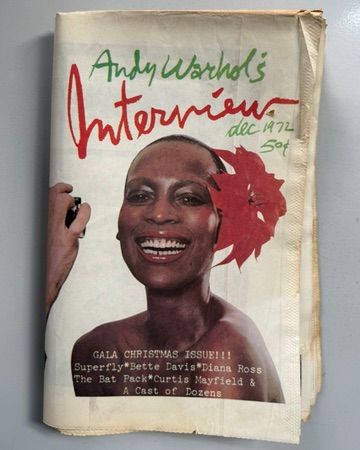 Andy Warhol's
Interview
dec 1972
50¢
GALA CHRISTMAS ISSUE!!!
Superfly*Bette Davis*Diana Ross
The Bat Pack*Curtis Mayfield &
A Cast of Dozens